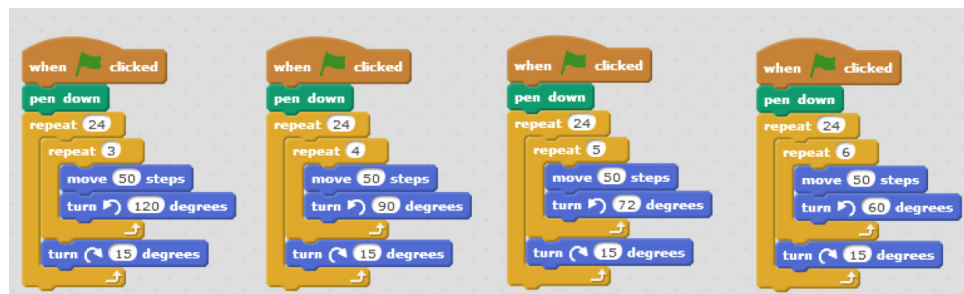 when clicked
pen down
repeat 24
repeat 3
move 50 steps
turn 120 degrees
turn 15 degrees
when clicked
pen down
repeat 24
repeat 4
move 50 steps
turn 90 degrees
turn 15 degrees
when clicked
pen down
repeat 24
repeat 5
move 50 steps
turn 72 degrees
turn 15 degrees
when clicked
pen down
repeat 24
repeat 6
move 50 steps
turn 60 degrees
turn 15 degrees